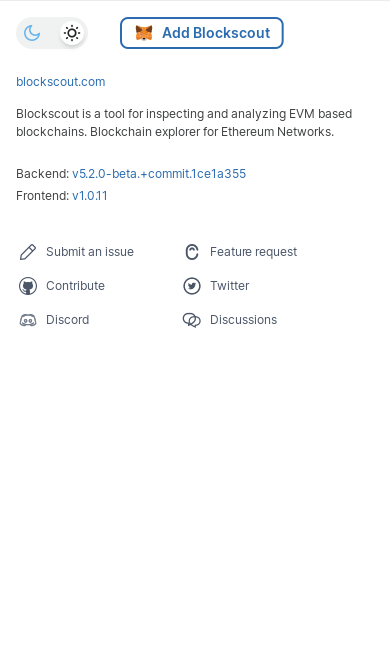 Add Blockscout
blockscout.com
Blockscout is a tool for inspecting and analyzing EVM based
blockchains. Blockchain explorer for Ethereum Networks.
Backend: v5.2.0-beta.+commit.1ce1a355
Frontend: v1.0.11
Submit an issue
Feature request
Contribute
Twitter
Discord
Discussions